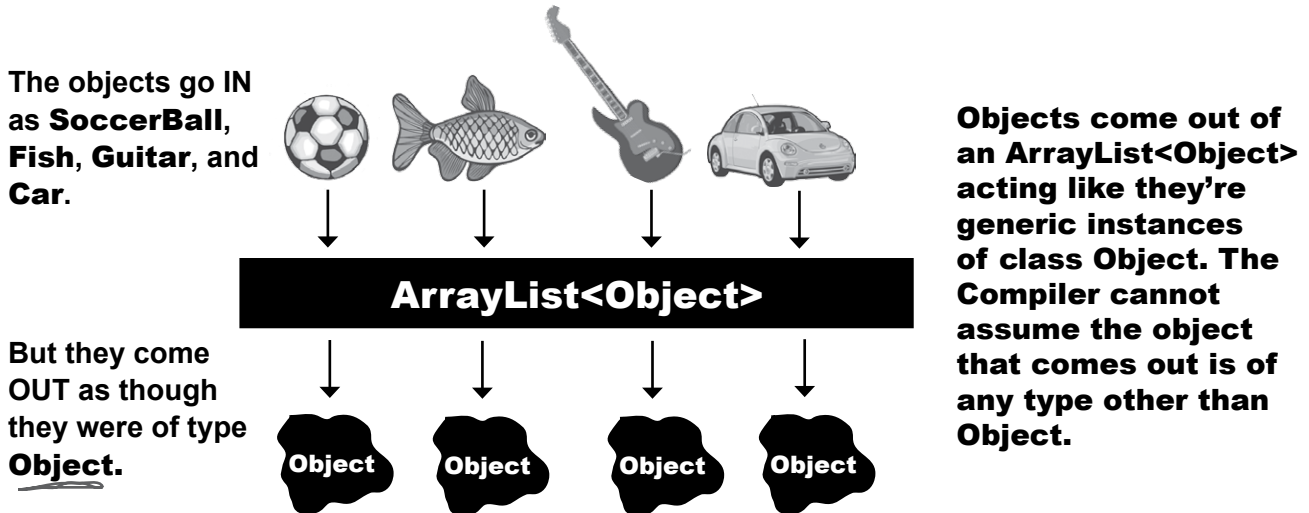 The objects go IN
as SoccerBall,
Fish, Guitar, and
Car.
ArrayList<Object>
But they come
OUT as though
they were of type
Object.
Object
Object
Object
Object
Objects come out of
an ArrayList<Object>
acting like they’re
generic instances
of class Object. The
Compiler cannot
assume the object
that comes out is of
any type other than
Object.